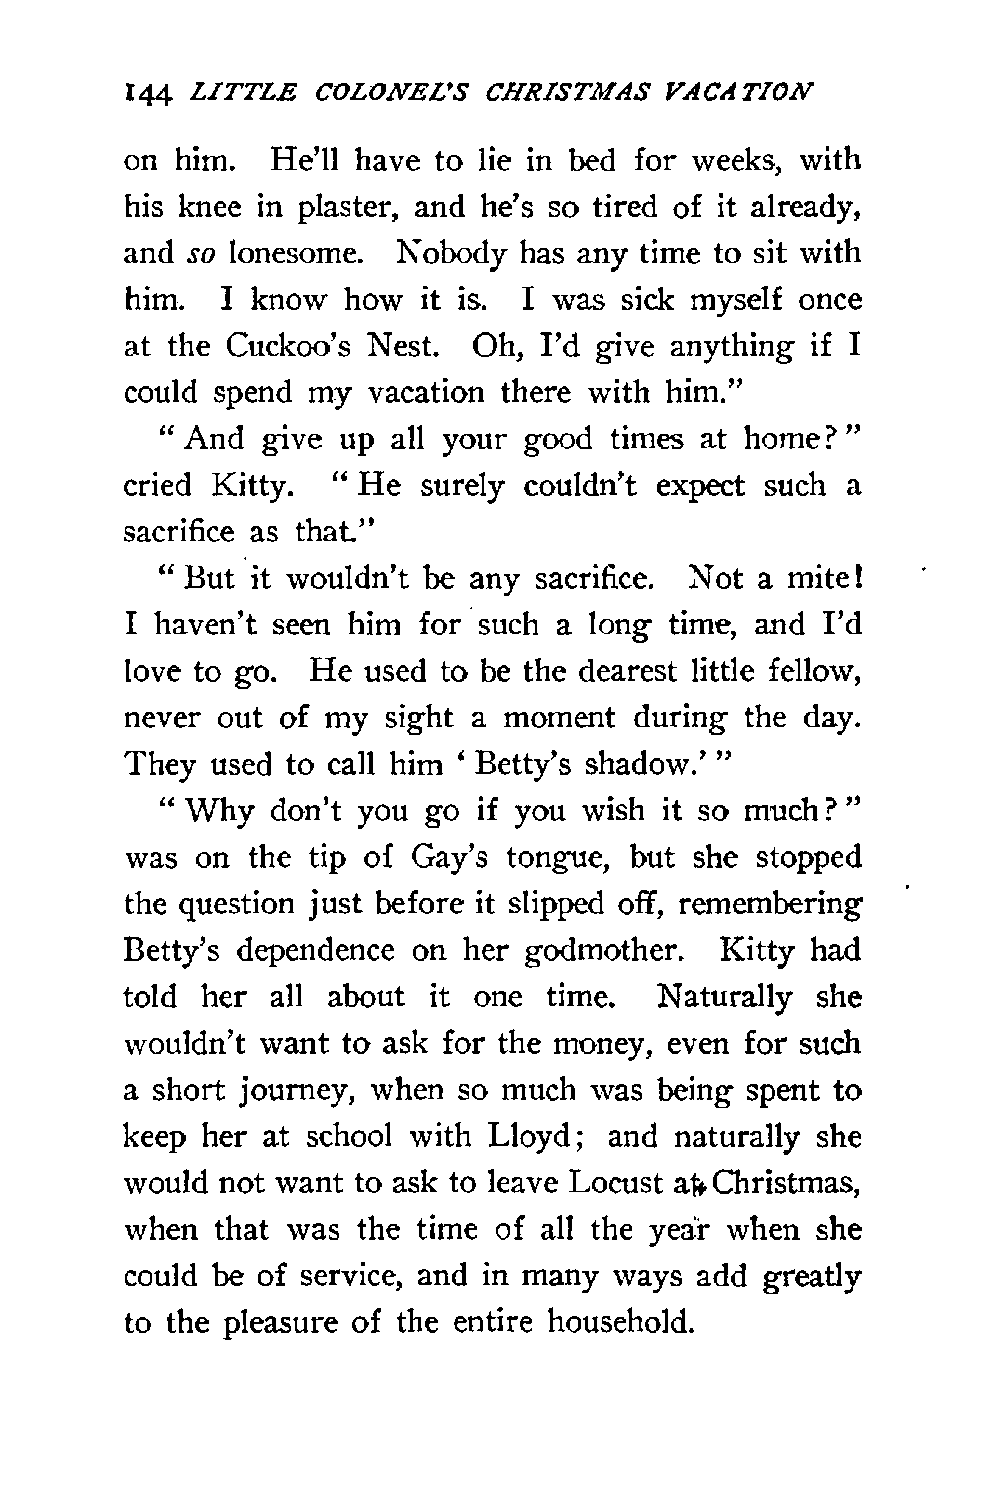 144 LITTLE COLONEL'S CHRISTMAS VACATION
on him. He'll have to lie in bed for weeks, with
his knee in plaster, and he's so tired of it already,
and so lonesome. Nobody has any time to sit with
him. I know how it is. I was sick myself once
at the Cuckoo's Nest. Oh, I'd give anything if I
could spend my vacation there with him."
"And give up all your good times at home?"
cried Kitty. "He surely couldn't expect such a
sacrifice as that."
"But it wouldn't be any sacrifice. Not a mite!
I haven't seen him for such a long time, and I'd
love to go. He used to be the dearest little fellow,
never out of my sight a moment during the day.
They used to call him 'Betty's shadow.'"
"Why don't you go if you wish it so much?"
was on the tip of Gay's tongue, but she stopped
the question just before it slipped off, remembering
Betty's dependence on her godmother. Kitty had
told her all about it one time. Naturally she
wouldn't want to ask for the money, even for such
a short journey, when so much was being spent to
keep her at school with Lloyd; and naturally she
would not want to ask to leave Locust at Christmas,
when that was the time of all the year when she
could be of service, and in many ways add greatly
to the pleasure of the entire household.